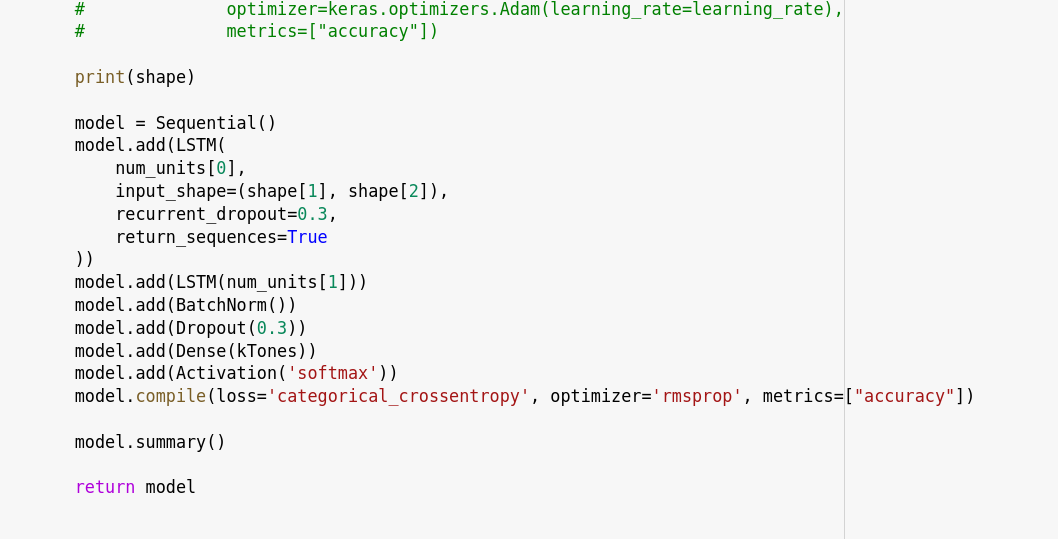 #              optimizer=keras.optimizers.Adam(learning_rate=learning_rate),
#              metrics=["accuracy"])
print(shape)
model = Sequential()
model.add(LSTM(
    num_units[0],
    input_shape=(shape[1], shape[2]),
    recurrent_dropout=0.3,
    return_sequences=True
))
model.add(LSTM(num_units[1]))
model.add(BatchNorm())
model.add(Dropout(0.3))
model.add(Dense(kTones))
model.add(Activation('softmax'))
model.compile(loss='categorical_crossentropy', optimizer='rmsprop', metrics=["accuracy"])
model.summary()
return model